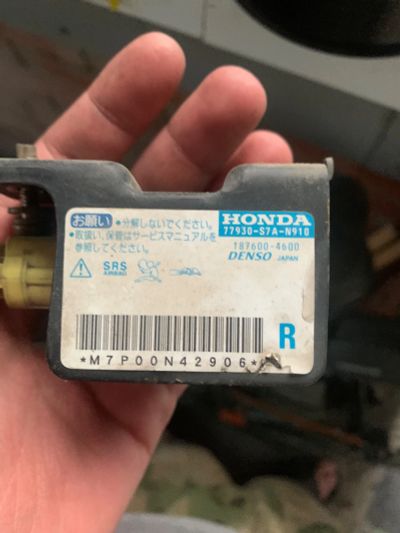 お願い •分解しないでください。
•取扱い、保管はサービスマニュアルを
参照してください。
HONDA
77930-S7A-N910
187600-4600
DENSO JAPAN
SRS
AIRBAG
R
*M7P00N42906*